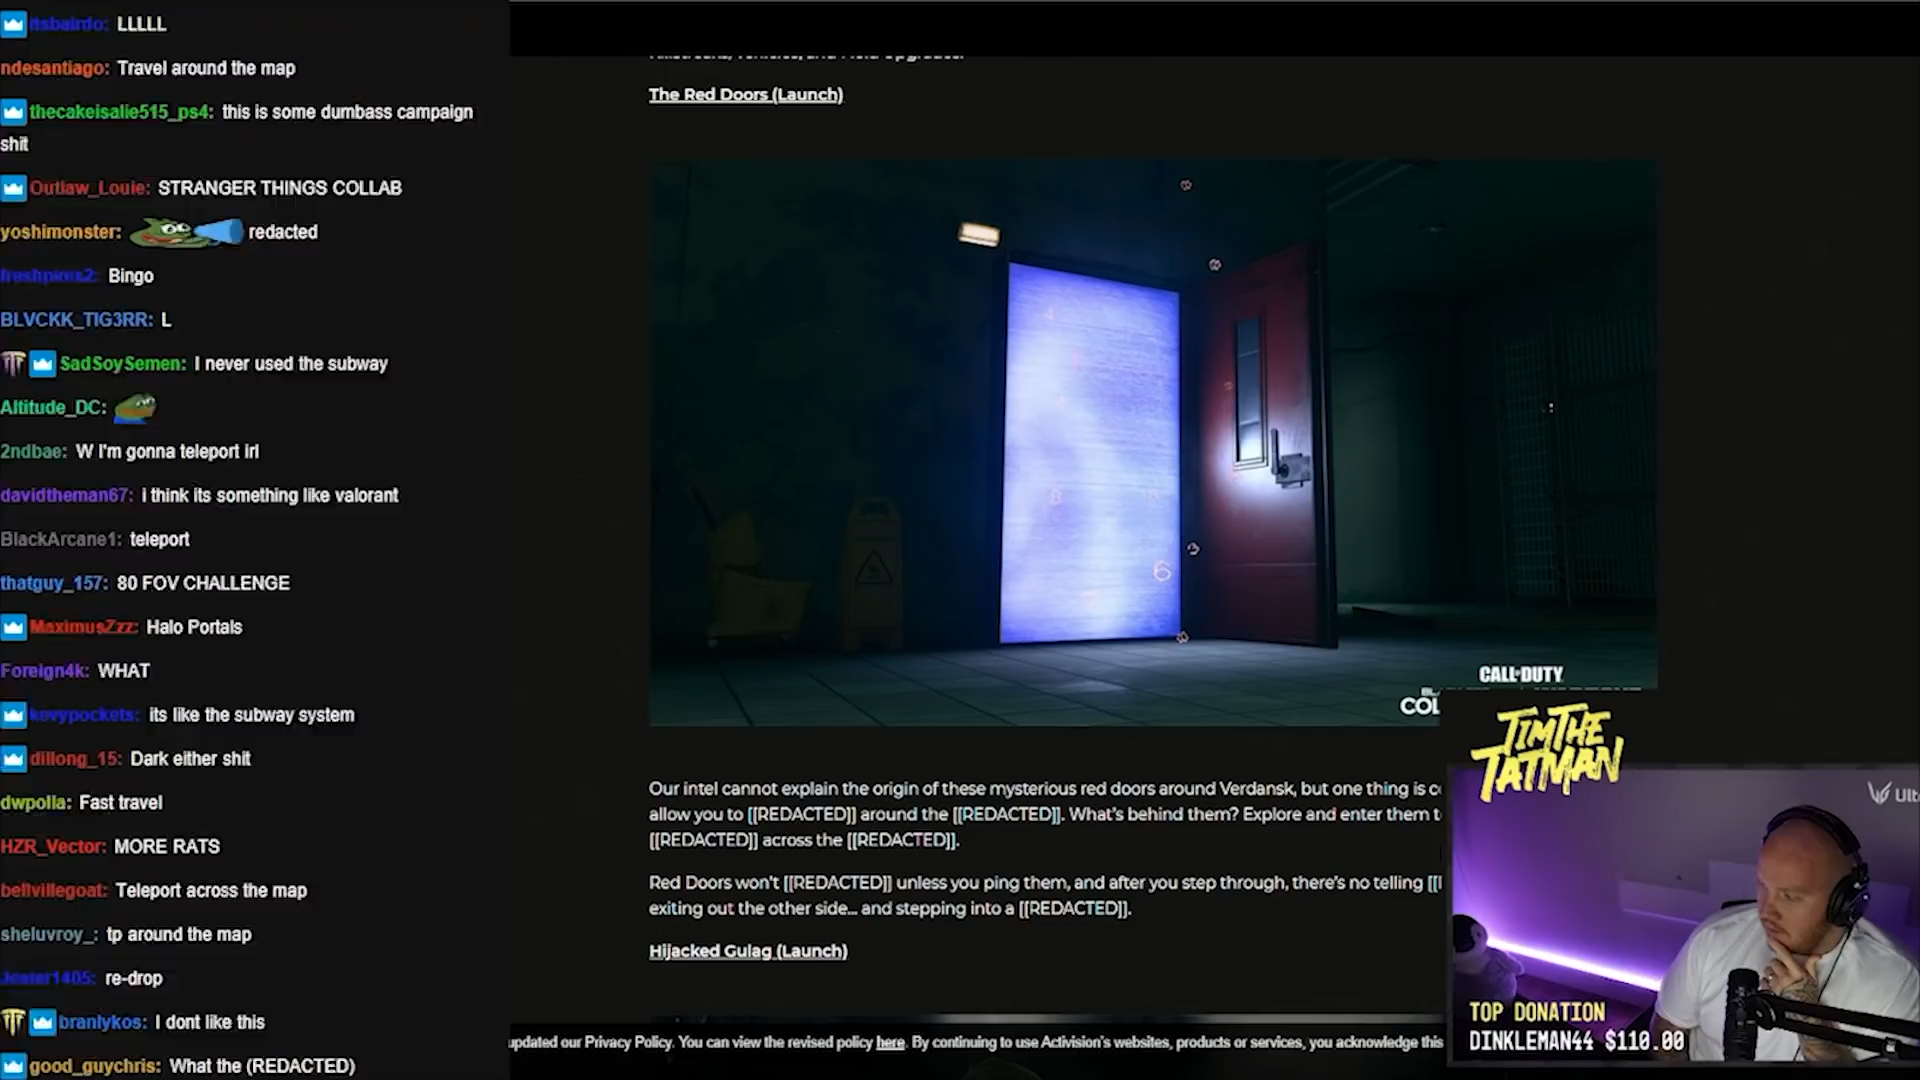 itsbairdo: LLLLL
ndesantiago: Travel around the map
thecakeisalie515_ps4: this is some dumbass campaign
shit
Outlaw_Louie: STRANGER THINGS COLLAB
yoshimonster: redacted
Bingo
BLVCKK_TIG3RR: L
SadSoySemen: I never used the subway
Altitude_DC:
2ndbae: W I'm gonna teleport irl
davidtheman67: i think its something like valorant
BlackArcane1: teleport
thatguy_157: 80 FOV CHALLENGE
MaximusZzz: Halo Portals
Foreign4k: WHAT
kevypockets: its like the subway system
dillong_15: Dark either shit
dwpolla: Fast travel
HZR_Vector: MORE RATS
bellvillegoat: Teleport across the map
sheluvroy_: tp around the map
re-drop
branlykos: I dont like this
good_guychris: What the (REDACTED)
The Red Doors (Launch)
6
CALL OF DUTY
COL
Our intel cannot explain the origin of these mysterious red doors around Verdansk, but one thing is
allow you to [[REDACTED]] around the [[REDACTED]]. What's behind them? Explore and enter them
[[REDACTED]] across the [[REDACTED]].
Red Doors won't [[REDACTED]] unless you ping them, and after you step through, there's no telling
exiting out the other side... and stepping into a [[REDACTED]].
Hijacked Gulag (Launch)
updated our Privacy Policy. You can view the revised policy here. By continuing to use Activision's websites, products or services, you acknowledge this
TIMTHE
TATMAN
TOP DONATION
DINKLEMAN44 $110.00